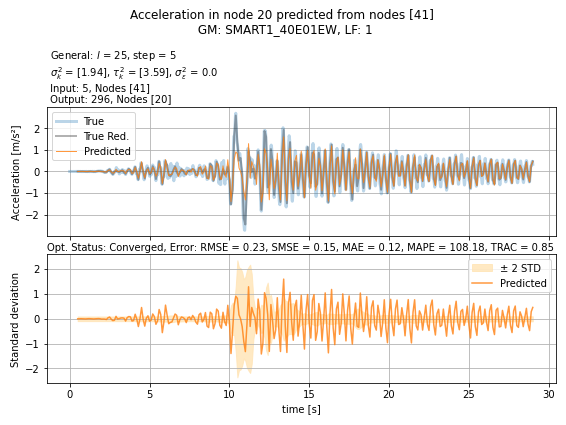 Acceleration in node 20 predicted from nodes [41]
GM: SMART1_40E01EW, LF: 1
General: l = 25, step = 5
σ²ₖ = [1.94], τ²ₖ = [3.59], σ²ε = 0.0
Input: 5, Nodes [41]
Output: 296, Nodes [20]
Acceleration [m/s²]
2
1
0
−1
−2
True
True Red.
Predicted
Opt. Status: Converged, Error: RMSE = 0.23, SMSE = 0.15, MAE = 0.12, MAPE = 108.18, TRAC = 0.85
Standard deviation
2
1
0
−1
−2
± 2 STD
Predicted
0 5 10 15 20 25 30
time [s]